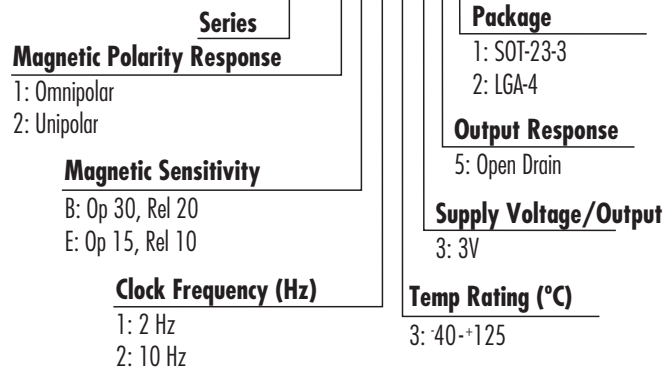 Series
Magnetic Polarity Response
1: Omnipolar
2: Unipolar
Magnetic Sensitivity
B: Op 30, Rel 20
E: Op 15, Rel 10
Clock Frequency (Hz)
1: 2 Hz
2: 10 Hz
Package
1: SOT-23-3
2: LGA-4
Output Response
5: Open Drain
Supply Voltage/Output
3: 3V
Temp Rating (ºC)
3: -40-+125